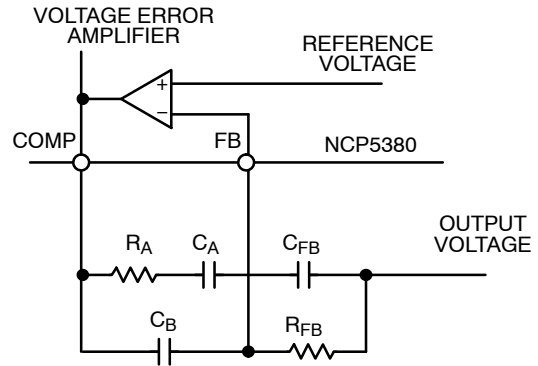 VOLTAGE ERROR
AMPLIFIER
REFERENCE
VOLTAGE
+
−
COMP
FB
NCP5380
OUTPUT
VOLTAGE
RA
CA
CFB
CB
RFB